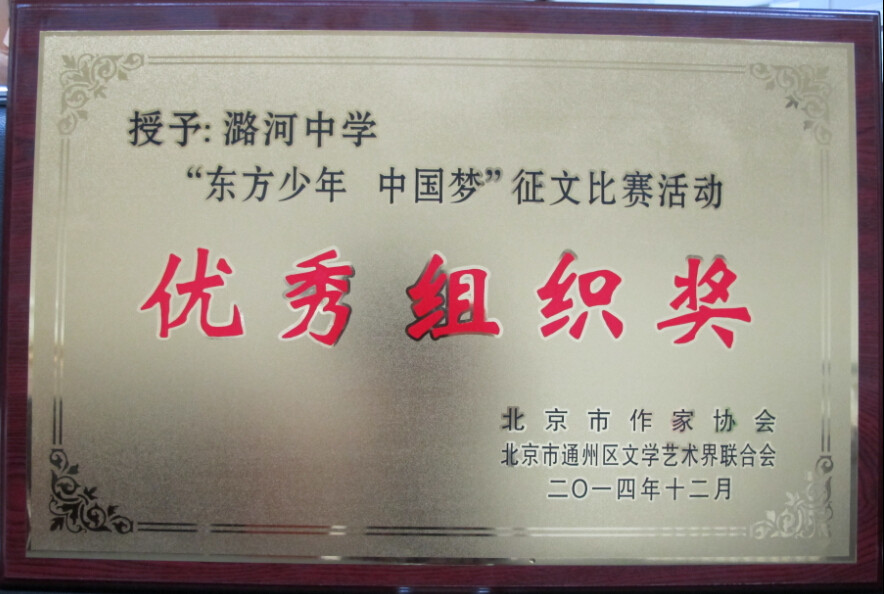 授予:潞河中学
“东方少年 中国梦”征文比赛活动
优秀组织奖
北京市作家协会
北京市通州区文学艺术界联合会
二〇一四年十二月